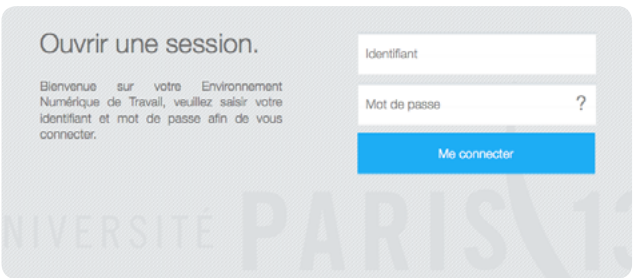 Ouvrir une session.
Bienvenue sur votre Environnement
Numérique de Travail, veuillez saisir votre
identifiant et mot de passe afin de vous
connecter.
Identifiant
Mot de passe ?
Me connecter
NIVERSITÉ PARIS 13